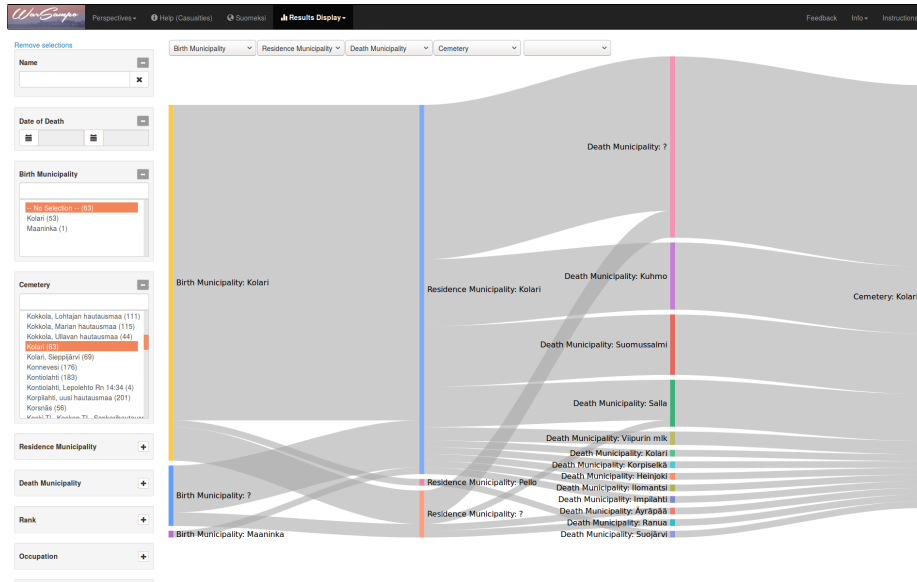 WarSampo
Perspectives
Help (Casualties)
Suomeksi
Results Display
Feedback
Info
Instructions
Remove selections
Name
Date of Death
Birth Municipality
-- No Selection -- (63)
Kolari (53)
Maaninka (1)
Cemetery
Kokkola, Lohtajan hautausmaa (111)
Kokkola, Marian hautausmaa (115)
Kokkola, Ullavan hautausmaa (44)
Kolari (63)
Kolari, Sieppijärvi (69)
Konnevesi (176)
Kontiolahti (183)
Kontiolahti, Lepolehto Rn 14:34 (4)
Korpilahti, uusi hautausmaa (201)
Korsnäs (56)
Residence Municipality
Death Municipality
Rank
Occupation
Birth Municipality
Residence Municipality
Death Municipality
Cemetery
Birth Municipality: Kolari
Birth Municipality: ?
Birth Municipality: Maaninka
Residence Municipality: Kolari
Residence Municipality: Pello
Residence Municipality: ?
Death Municipality: ?
Death Municipality: Kuhmo
Death Municipality: Suomussalmi
Death Municipality: Salla
Death Municipality: Viipurin mlk
Death Municipality: Kolari
Death Municipality: Korpiselkä
Death Municipality: Heinjoki
Death Municipality: Ilomantsi
Death Municipality: Impilahti
Death Municipality: Äyräpää
Death Municipality: Ranua
Death Municipality: Suojärvi
Cemetery: Kolari